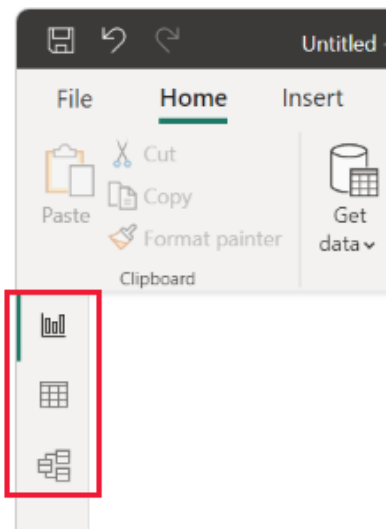 Untitled
File Home Insert
Cut
Copy
Paste
Format painter
Get
data
Clipboard